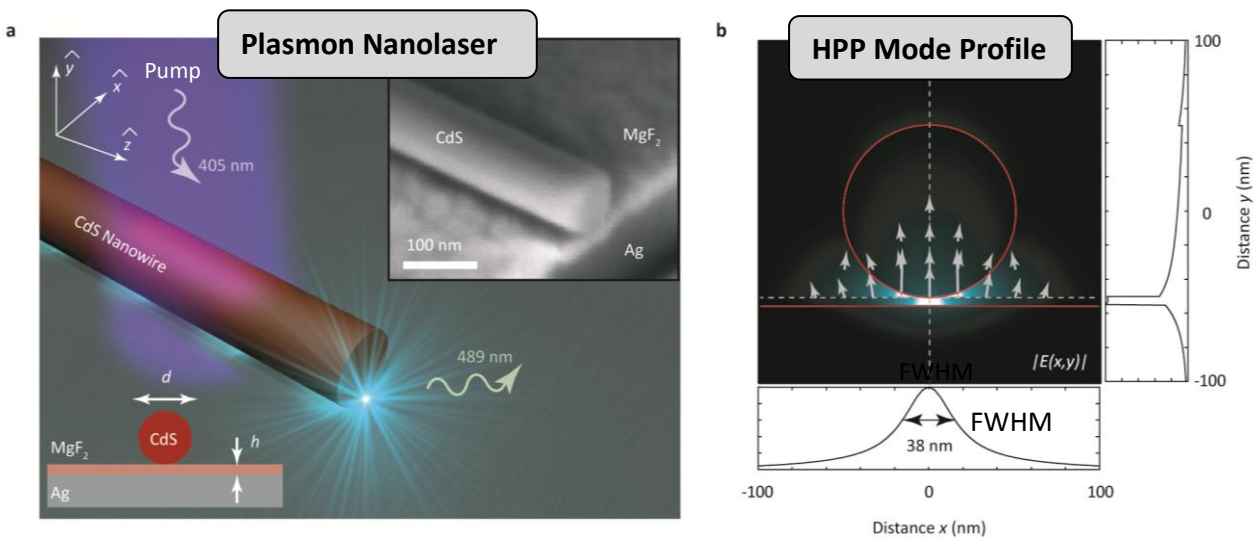 a
Plasmon Nanolaser
ŷ
x̂
ẑ
Pump
405 nm
CdS Nanowire
CdS
MgF₂
Ag
100 nm
489 nm
d
CdS
h
MgF₂
Ag
b
HPP Mode Profile
|E(x,y)|
100
0
-100
Distance y (nm)
FWHM
FWHM
38 nm
-100
0
100
Distance x (nm)